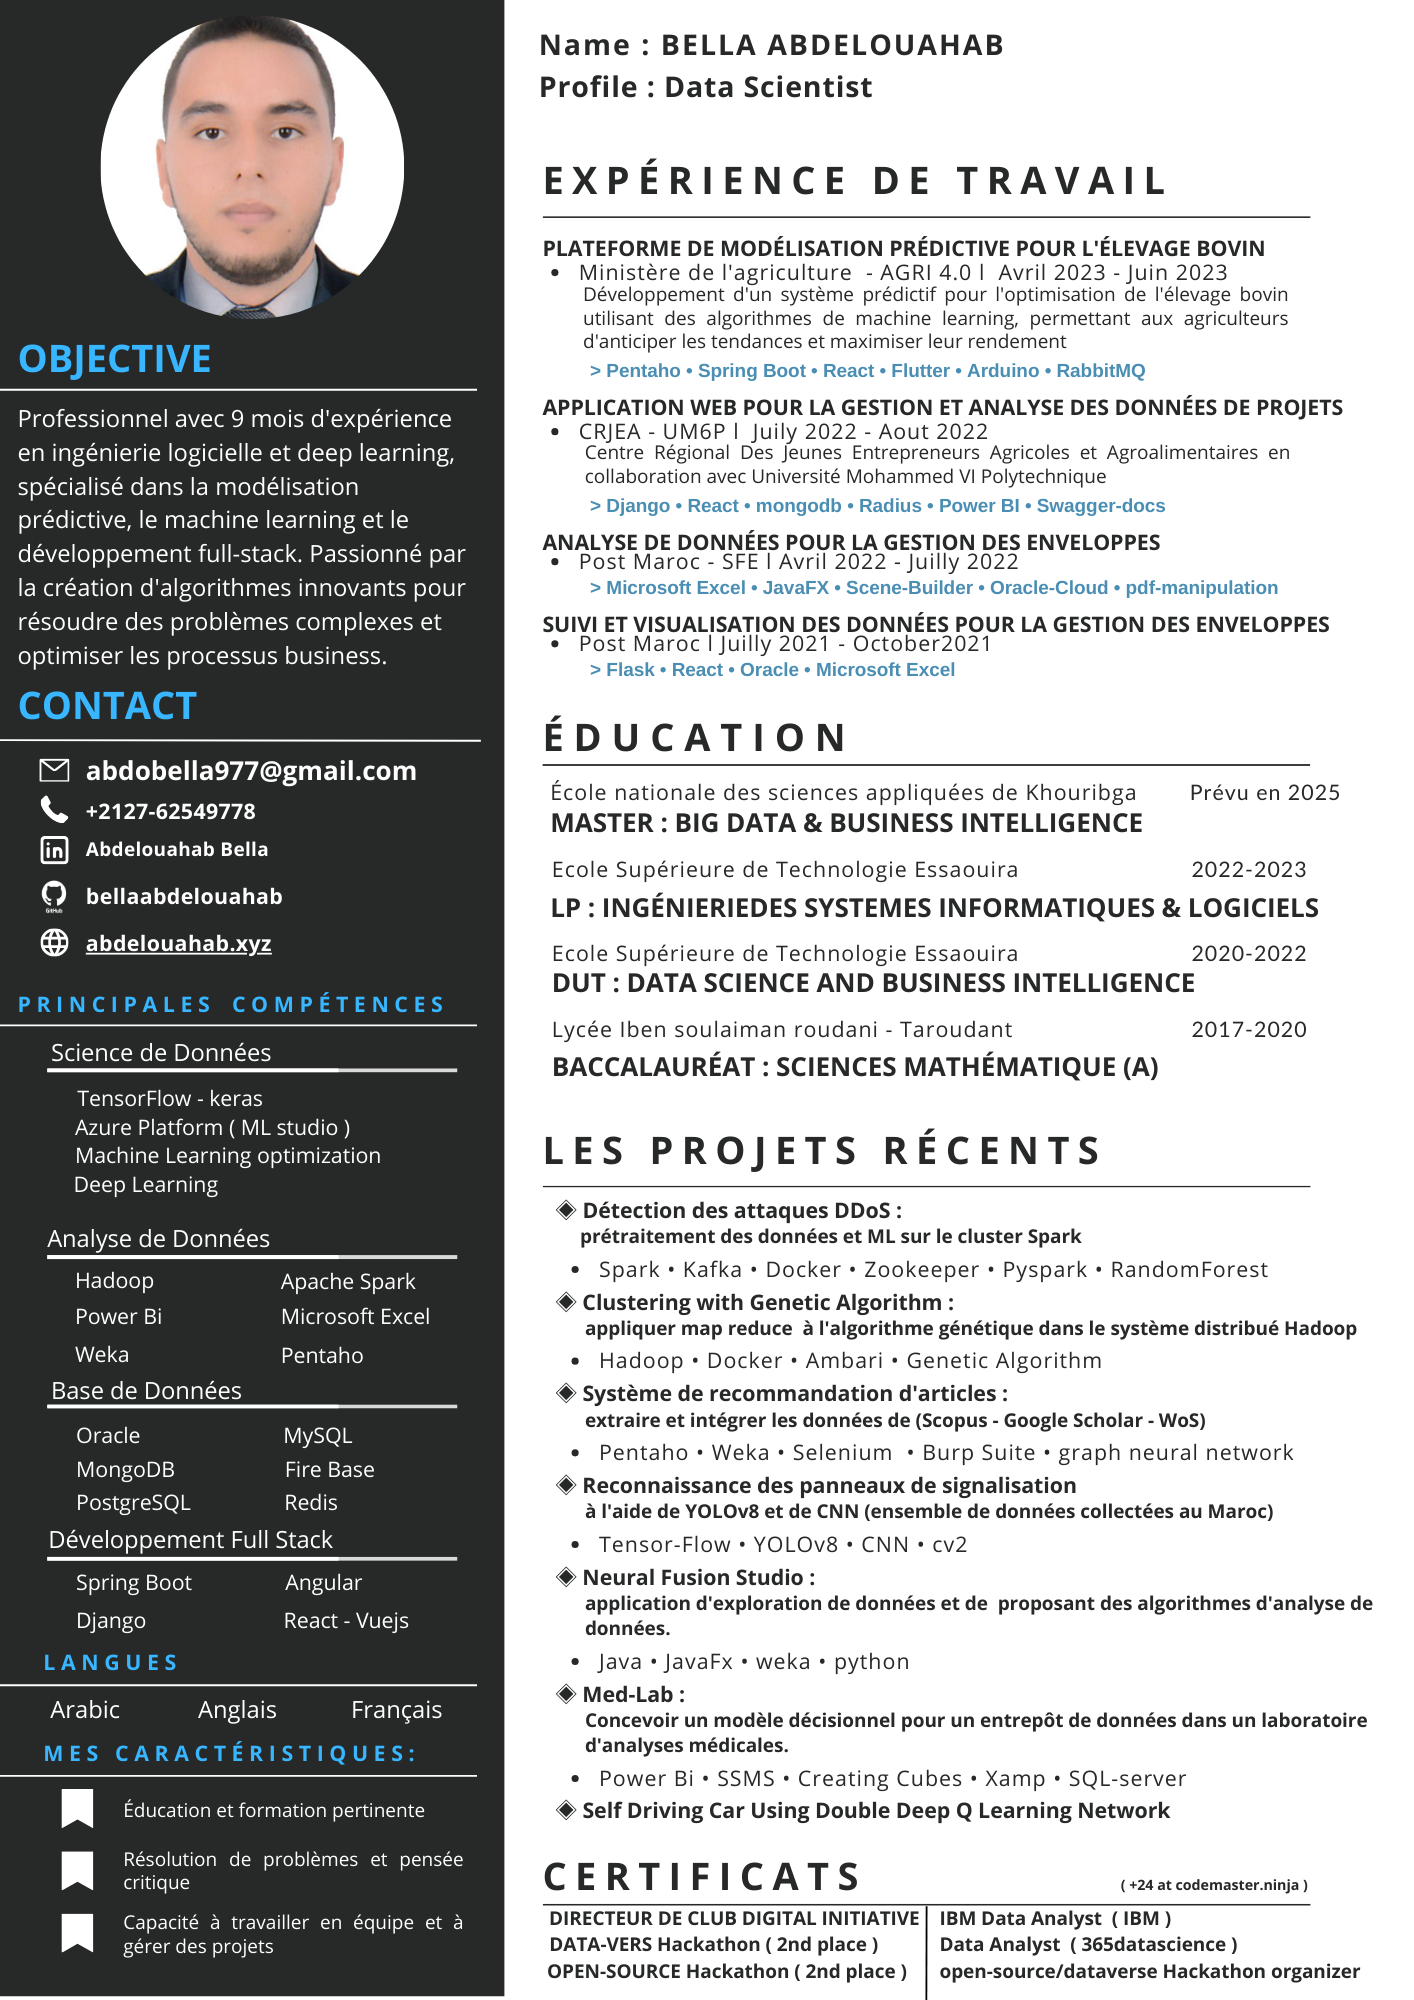 OBJECTIVE
Professionnel avec 9 mois d'expérience
en ingénierie logicielle et deep learning,
spécialisé dans la modélisation
prédictive, le machine learning et le
développement full-stack. Passionné par
la création d'algorithmes innovants pour
résoudre des problèmes complexes et
optimiser les processus business.
CONTACT
abdobella977@gmail.com
+2127-62549778
Abdelouahab Bella
GitHub
bellaabdelouahab
abdelouahab.xyz
PRINCIPALES COMPÉTENCES
Science de Données
TensorFlow - keras
Azure Platform ( ML studio )
Machine Learning optimization
Deep Learning
Analyse de Données
Hadoop Apache Spark
Power Bi Microsoft Excel
Weka Pentaho
Base de Données
Oracle MySQL
MongoDB Fire Base
PostgreSQL Redis
Développement Full Stack
Spring Boot Angular
Django React - Vuejs
LANGUES
Arabic Anglais Français
MES CARACTÉRISTIQUES:
Éducation et formation pertinente
Résolution de problèmes et pensée
critique
Capacité à travailler en équipe et à
gérer des projets
Name : BELLA ABDELOUAHAB
Profile : Data Scientist
EXPÉRIENCE DE TRAVAIL
PLATEFORME DE MODÉLISATION PRÉDICTIVE POUR L'ÉLEVAGE BOVIN
• Ministère de l'agriculture - AGRI 4.0 l Avril 2023 - Juin 2023
Développement d'un système prédictif pour l'optimisation de l'élevage bovin
utilisant des algorithmes de machine learning, permettant aux agriculteurs
d'anticiper les tendances et maximiser leur rendement
> Pentaho • Spring Boot • React • Flutter • Arduino • RabbitMQ
APPLICATION WEB POUR LA GESTION ET ANALYSE DES DONNÉES DE PROJETS
• CRJEA - UM6P l Juily 2022 - Aout 2022
Centre Régional Des Jeunes Entrepreneurs Agricoles et Agroalimentaires en
collaboration avec Université Mohammed VI Polytechnique
> Django • React • mongodb • Radius • Power BI • Swagger-docs
ANALYSE DE DONNÉES POUR LA GESTION DES ENVELOPPES
• Post Maroc - SFE l Avril 2022 - Juilly 2022
> Microsoft Excel • JavaFX • Scene-Builder • Oracle-Cloud • pdf-manipulation
SUIVI ET VISUALISATION DES DONNÉES POUR LA GESTION DES ENVELOPPES
• Post Maroc l Juilly 2021 - October2021
> Flask • React • Oracle • Microsoft Excel
ÉDUCATION
École nationale des sciences appliquées de Khouribga Prévu en 2025
MASTER : BIG DATA & BUSINESS INTELLIGENCE
Ecole Supérieure de Technologie Essaouira 2022-2023
LP : INGÉNIERIEDES SYSTEMES INFORMATIQUES & LOGICIELS
Ecole Supérieure de Technologie Essaouira 2020-2022
DUT : DATA SCIENCE AND BUSINESS INTELLIGENCE
Lycée Iben soulaiman roudani - Taroudant 2017-2020
BACCALAURÉAT : SCIENCES MATHÉMATIQUE (A)
LES PROJETS RÉCENTS
◈ Détection des attaques DDoS :
prétraitement des données et ML sur le cluster Spark
• Spark • Kafka • Docker • Zookeeper • Pyspark • RandomForest
◈ Clustering with Genetic Algorithm :
appliquer map reduce à l'algorithme génétique dans le système distribué Hadoop
• Hadoop • Docker • Ambari • Genetic Algorithm
◈ Système de recommandation d'articles :
extraire et intégrer les données de (Scopus - Google Scholar - WoS)
• Pentaho • Weka • Selenium • Burp Suite • graph neural network
◈ Reconnaissance des panneaux de signalisation
à l'aide de YOLOv8 et de CNN (ensemble de données collectées au Maroc)
• Tensor-Flow • YOLOv8 • CNN • cv2
◈ Neural Fusion Studio :
application d'exploration de données et de proposant des algorithmes d'analyse de
données.
• Java • JavaFx • weka • python
◈ Med-Lab :
Concevoir un modèle décisionnel pour un entrepôt de données dans un laboratoire
d'analyses médicales.
• Power Bi • SSMS • Creating Cubes • Xamp • SQL-server
◈ Self Driving Car Using Double Deep Q Learning Network
CERTIFICATS ( +24 at codemaster.ninja )
DIRECTEUR DE CLUB DIGITAL INITIATIVE
DATA-VERS Hackathon ( 2nd place )
OPEN-SOURCE Hackathon ( 2nd place )
IBM Data Analyst ( IBM )
Data Analyst ( 365datascience )
open-source/dataverse Hackathon organizer